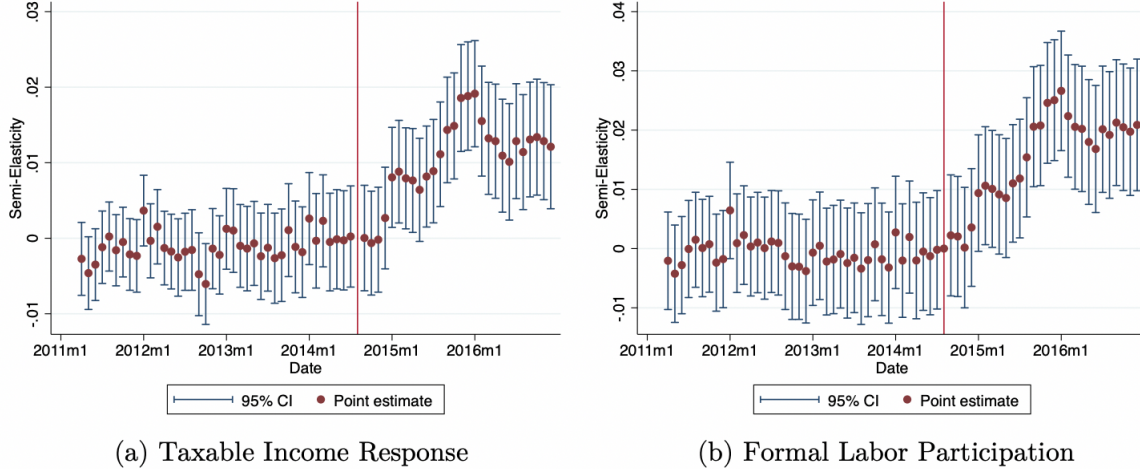 .03
.02
.01
0
-.01
Semi-Elasticity
2011m1 2012m1 2013m1 2014m1 2015m1 2016m1
Date
95% CI Point estimate
(a) Taxable Income Response
.04
.03
.02
.01
0
-.01
Semi-Elasticity
2011m1 2012m1 2013m1 2014m1 2015m1 2016m1
Date
95% CI Point estimate
(b) Formal Labor Participation